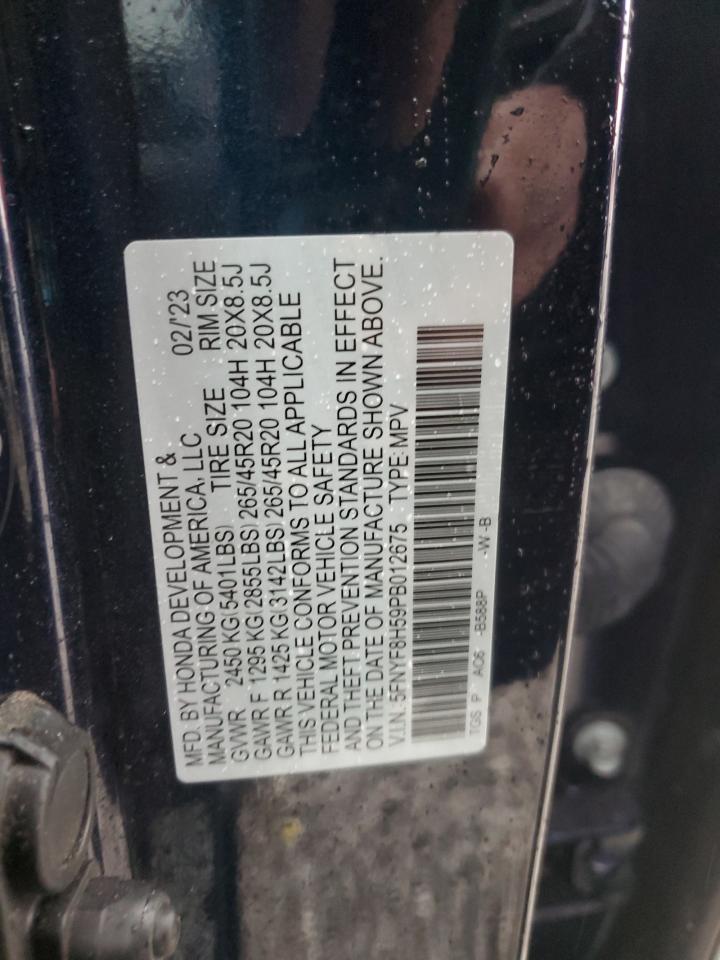 MFD. BY HONDA DEVELOPMENT & 02/'23
MANUFACTURING OF AMERICA, LLC
GVWR 2450 KG(5401LBS) TIRE SIZE RIM SIZE
GAWR F 1295 KG(2855LBS) 265/45R20 104H 20X8.5J
GAWR R 1425 KG(3142LBS) 265/45R20 104H 20X8.5J
THIS VEHICLE CONFORMS TO ALL APPLICABLE
FEDERAL MOTOR VEHICLE SAFETY
AND THEFT PREVENTION STANDARDS IN EFFECT
ON THE DATE OF MANUFACTURE SHOWN ABOVE.
V.I.N.: 5FNYF8H59PB012675 TYPE:MPV
TGS P AC6 -B588P -W -B